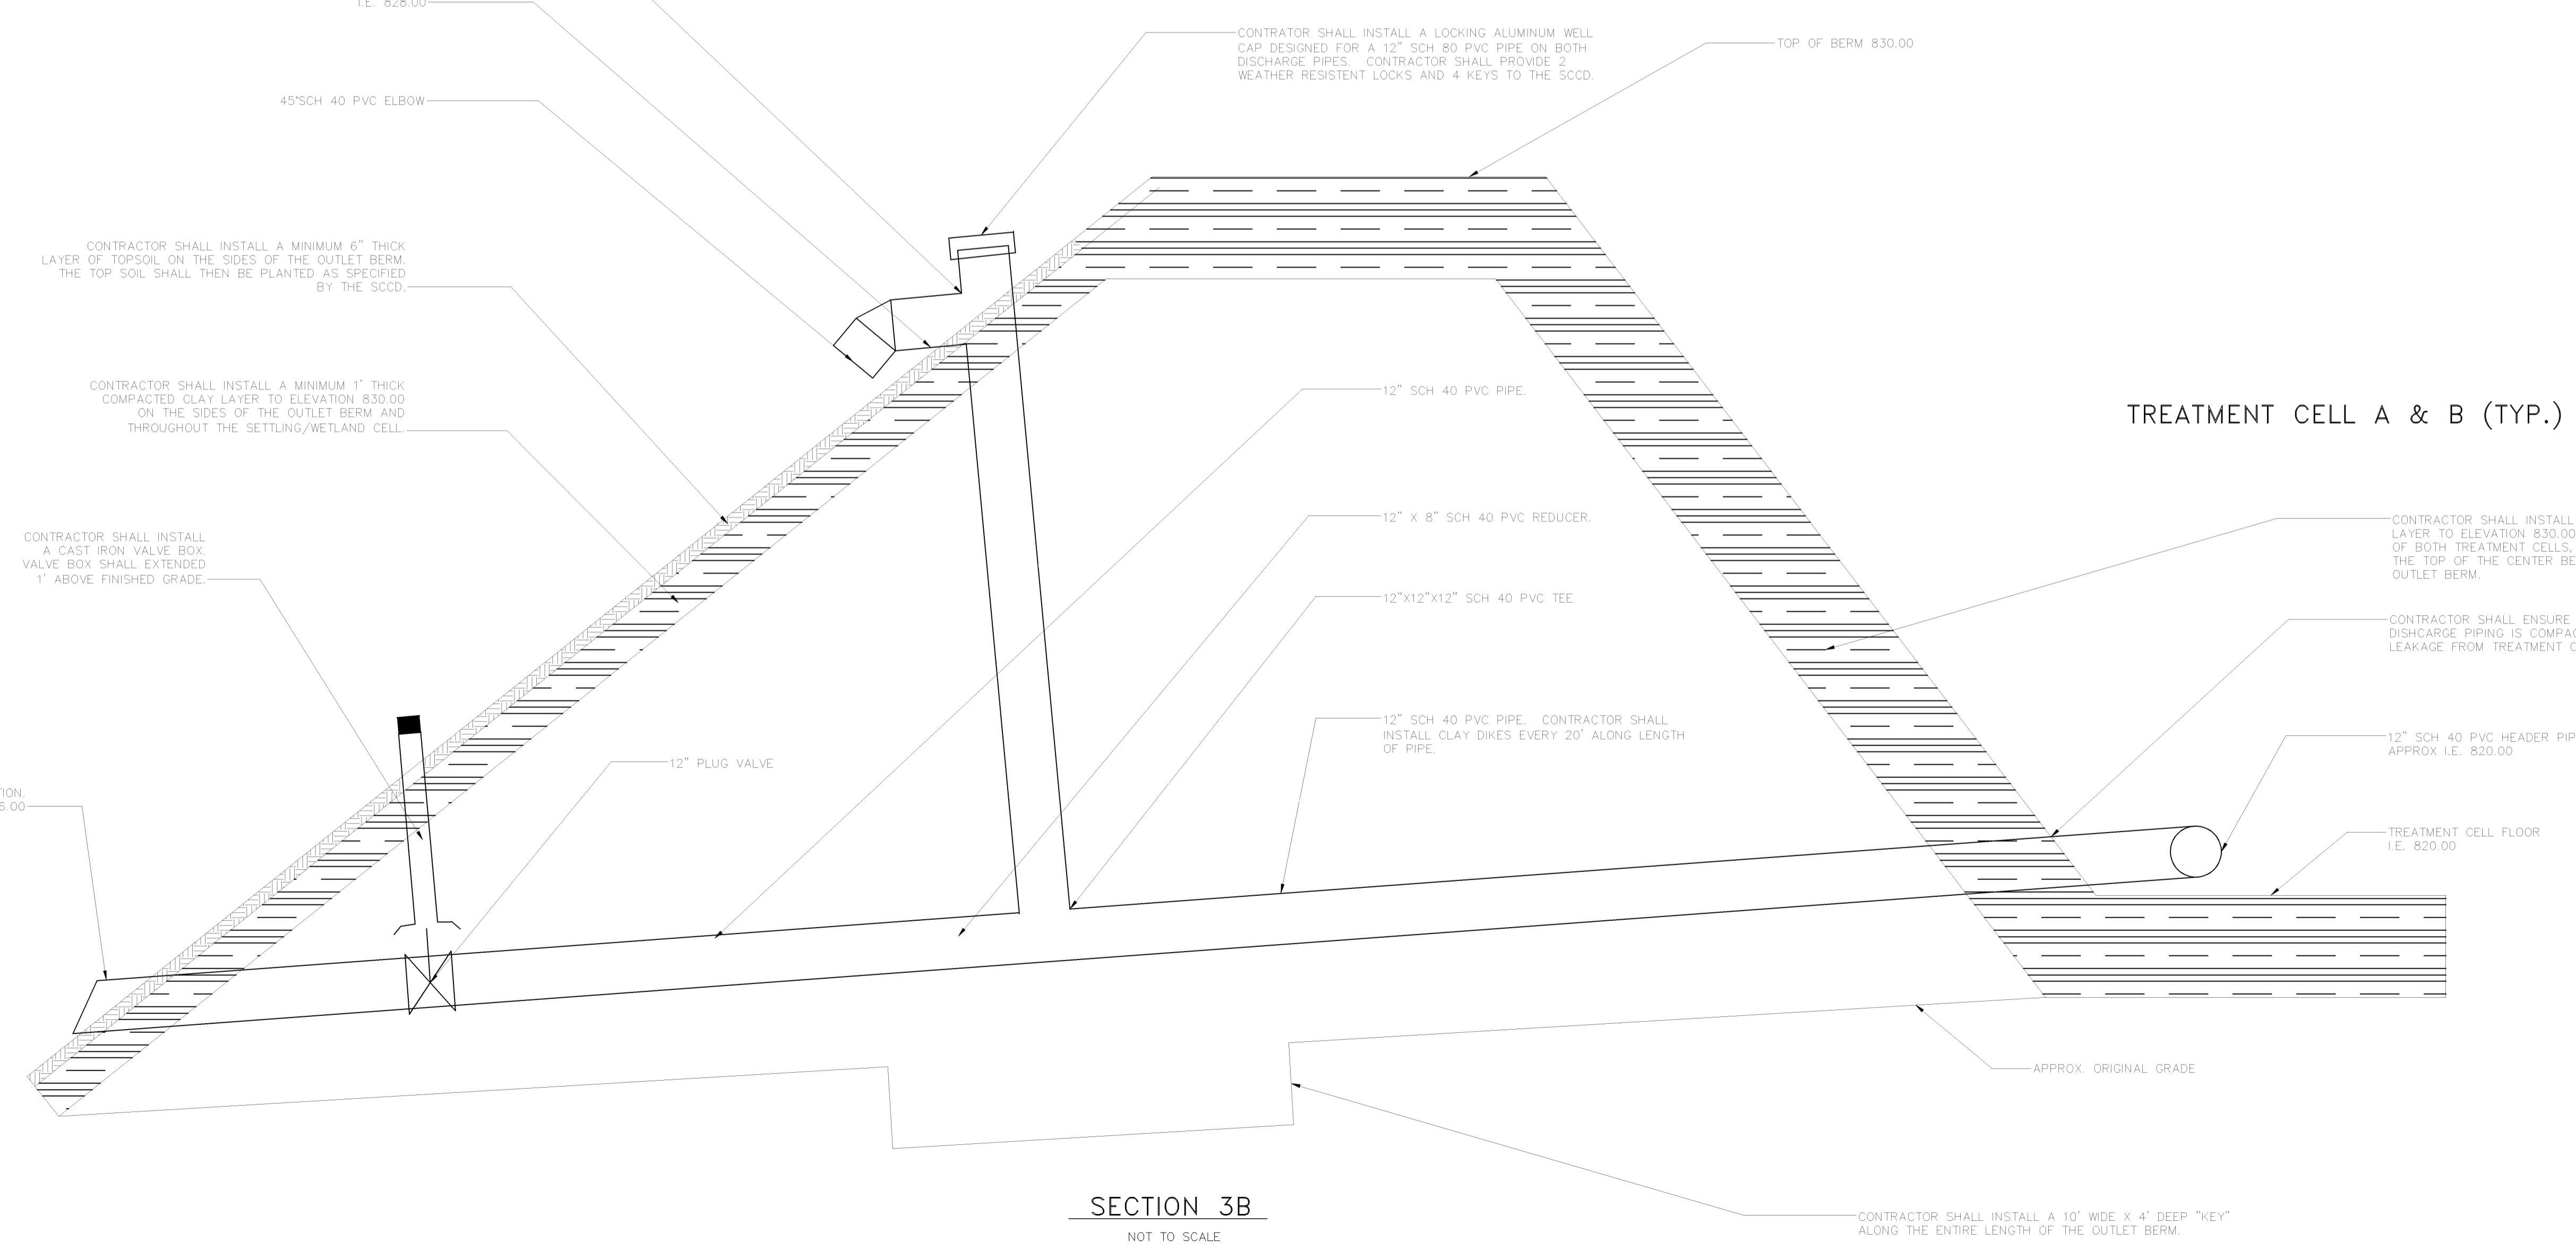 I.E. 828.00
CONTRATOR SHALL INSTALL A LOCKING ALUMINUM WELL
CAP DESIGNED FOR A 12" SCH 80 PVC PIPE ON BOTH
DISCHARGE PIPES. CONTRACTOR SHALL PROVIDE 2
WEATHER RESISTENT LOCKS AND 4 KEYS TO THE SCCD.
TOP OF BERM 830.00
45°SCH 40 PVC ELBOW
CONTRACTOR SHALL INSTALL A MINIMUM 6" THICK
LAYER OF TOPSOIL ON THE SIDES OF THE OUTLET BERM.
THE TOP SOIL SHALL THEN BE PLANTED AS SPECIFIED
BY THE SCCD.
CONTRACTOR SHALL INSTALL A MINIMUM 1' THICK
COMPACTED CLAY LAYER TO ELEVATION 830.00
ON THE SIDES OF THE OUTLET BERM AND
THROUGHOUT THE SETTLING/WETLAND CELL.
12" SCH 40 PVC PIPE.
TREATMENT CELL A & B (TYP.)
CONTRACTOR SHALL INSTALL
A CAST IRON VALVE BOX.
VALVE BOX SHALL EXTENDED
1' ABOVE FINISHED GRADE.
12" X 8" SCH 40 PVC REDUCER.
CONTRACTOR SHALL INSTALL
LAYER TO ELEVATION 830.00
OF BOTH TREATMENT CELLS,
THE TOP OF THE CENTER BE
OUTLET BERM.
12"X12"X12" SCH 40 PVC TEE
CONTRACTOR SHALL ENSURE
DISHCARGE PIPING IS COMPAC
LEAKAGE FROM TREATMENT C
12" SCH 40 PVC PIPE. CONTRACTOR SHALL
INSTALL CLAY DIKES EVERY 20' ALONG LENGTH
OF PIPE.
12" SCH 40 PVC HEADER PIP
APPROX I.E. 820.00
12" PLUG VALVE
TION.
6.00
TREATMENT CELL FLOOR
I.E. 820.00
APPROX. ORIGINAL GRADE
SECTION 3B
NOT TO SCALE
CONTRACTOR SHALL INSTALL A 10' WIDE X 4' DEEP "KEY"
ALONG THE ENTIRE LENGTH OF THE OUTLET BERM.